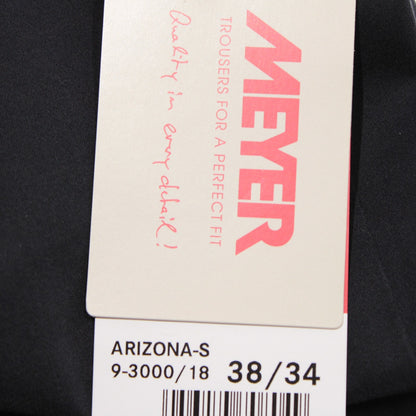 MEYER
TROUSERS FOR A PERFECT FIT
Quality in every detail!
ARIZONA-S
9-3000/18 38/34